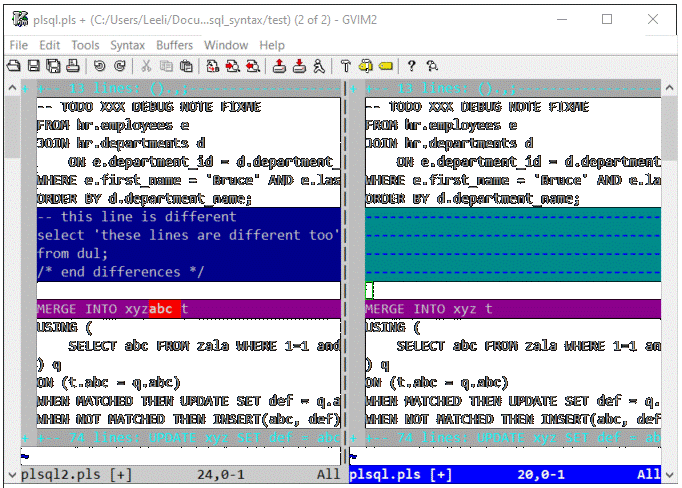 plsql.pls + (C:/Users/Leeli/Docu...sql_syntax/test) (2 of 2) - GVIM2
File Edit Tools Syntax Buffers Window Help
+ +-- 13 lines: ().,;
-- TODO XXX DEBUG NOTE FIXME
FROM hr.employees e
JOIN hr.departments d
ON e.department_id = d.department_
WHERE e.first_name = 'Bruce' AND e.las
ORDER BY d.department_name;
-- this line is different
select 'these lines are different too'
from dul;
/* end differences */
MERGE INTO xyzabc t
USING (
SELECT abc FROM zala WHERE 1=1 and
) q
ON (t.abc = q.abc)
WHEN MATCHED THEN UPDATE SET def = q.a
WHEN NOT MATCHED THEN INSERT(abc, def)
+ +-- 74 lines: UPDATE xyz SET def = abc
~
plsql2.pls [+] 24,0-1 All
+ +-- 13 lines: ().,;
-- TODO XXX DEBUG NOTE FIXME
FROM hr.employees e
JOIN hr.departments d
ON e.department_id = d.department_
WHERE e.first_name = 'Bruce' AND e.la
ORDER BY d.department_name;
MERGE INTO xyz t
USING (
SELECT abc FROM zala WHERE 1=1 an
) q
ON (t.abc = q.abc)
WHEN MATCHED THEN UPDATE SET def = q.
WHEN NOT MATCHED THEN INSERT(abc, def
+ +-- 74 lines: UPDATE xyz SET def = ab
~
plsql.pls [+] 20,0-1 All